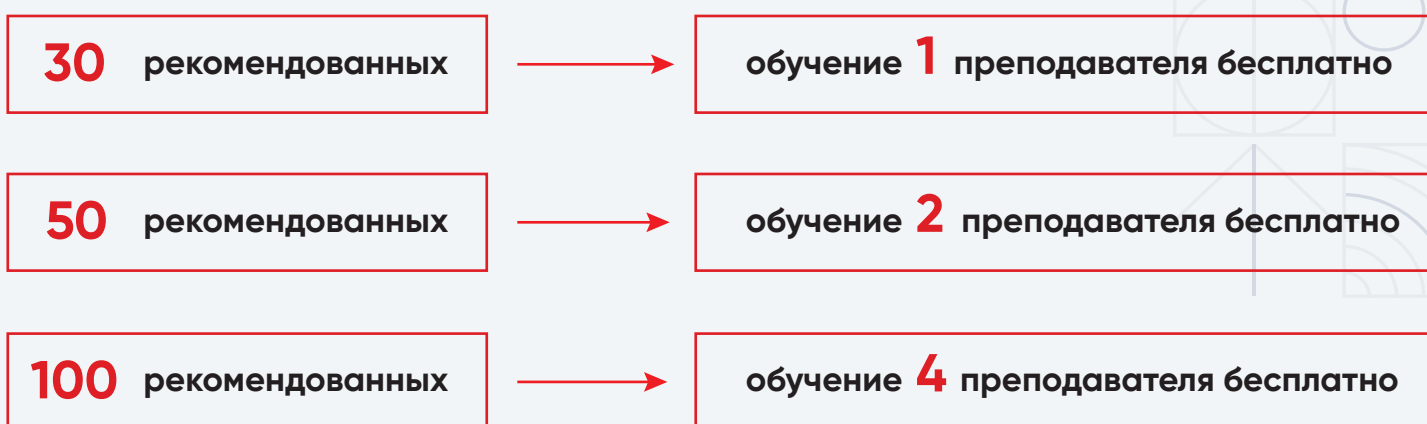 30 рекомендованных
обучение 1 преподавателя бесплатно
50 рекомендованных
обучение 2 преподавателя бесплатно
100 рекомендованных
обучение 4 преподавателя бесплатно